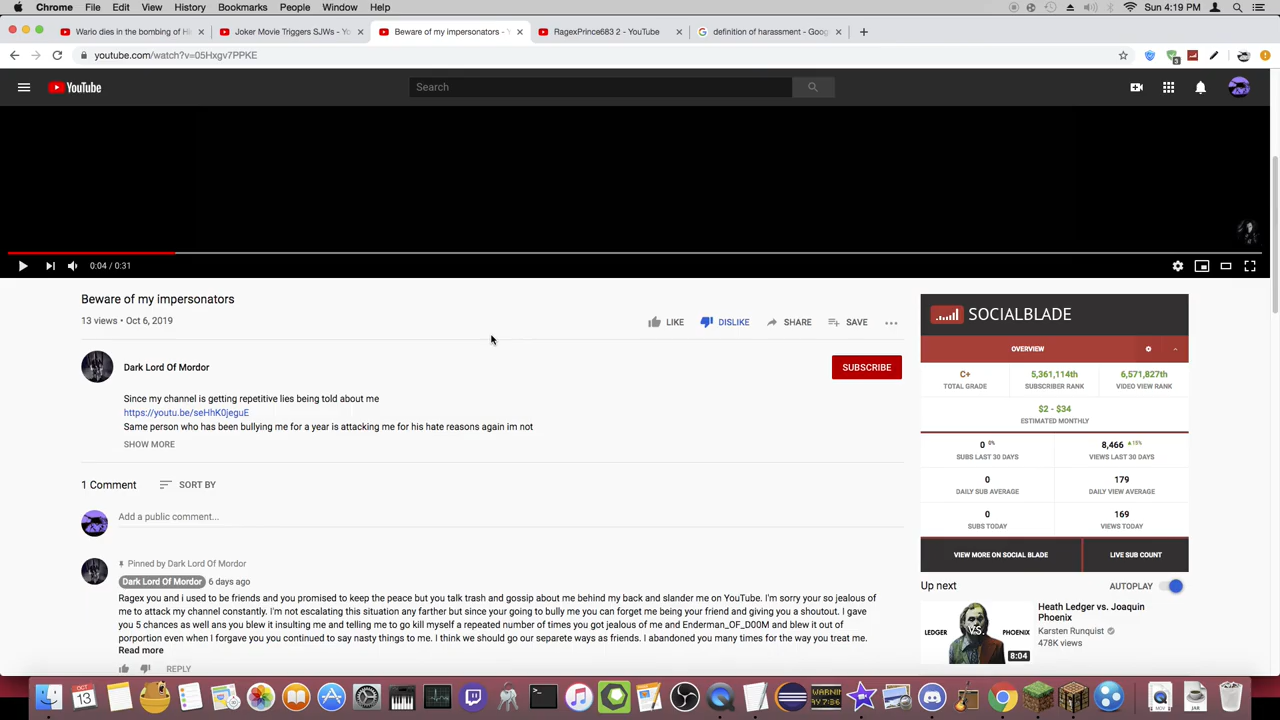 Chrome File Edit View History Bookmarks People Window Help Sun 4:19 PM
Wario dies in the bombing of Hi Joker Movie Triggers SJWs - Yo Beware of my impersonators - Y RagexPrince683 2 - YouTube definition of harassment - Goog
youtube.com/watch?v=05Hxgv7PPKE
3
YouTube
Search
0:04 / 0:31
Beware of my impersonators
13 views • Oct 6, 2019
LIKE DISLIKE SHARE SAVE
Dark Lord Of Mordor
SUBSCRIBE
Since my channel is getting repetitive lies being told about me
https://youtu.be/seHhK0jeguE
Same person who has been bullying me for a year is attacking me for his hate reasons again im not
SHOW MORE
1 Comment SORT BY
Add a public comment...
Pinned by Dark Lord Of Mordor
Dark Lord Of Mordor 6 days ago
Ragex you and i used to be friends and you promised to keep the peace but you talk trash and gossip about me behind my back and slander me on YouTube. I'm sorry your so jealous of
me to attack my channel constantly. I'm not escalating this situation any farther but since your going to bully me you can forget me being your friend and giving you a shoutout. I gave
you 5 chances as well ans you blew it insulting me and telling me to go kill myself a repeated number of times you got jealous of me and Enderman_OF_D00M and blew it out of
porportion even when I forgave you you continued to say nasty things to me. I think we should go our separate ways as friends. I abandoned you many times for the way you treat me.
Read more
REPLY
SOCIALBLADE
OVERVIEW
C+ 5,361,114th 6,571,827th
TOTAL GRADE SUBSCRIBER RANK VIDEO VIEW RANK
$2 - $34
ESTIMATED MONTHLY
0 0% 8,466 ▲15%
SUBS LAST 30 DAYS VIEWS LAST 30 DAYS
0 179
DAILY SUB AVERAGE DAILY VIEW AVERAGE
0 169
SUBS TODAY VIEWS TODAY
VIEW MORE ON SOCIAL BLADE LIVE SUB COUNT
Up next AUTOPLAY
LEDGER VS. PHOENIX
8:04
Heath Ledger vs. Joaquin
Phoenix
Karsten Runquist
478K views
OCT
13
WARNIN
JAR